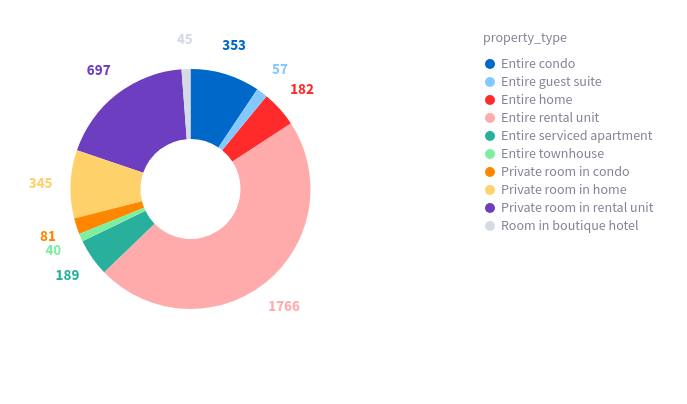 45
353
57
182
697
345
81
40
189
1766
property_type
Entire condo
Entire guest suite
Entire home
Entire rental unit
Entire serviced apartment
Entire townhouse
Private room in condo
Private room in home
Private room in rental unit
Room in boutique hotel